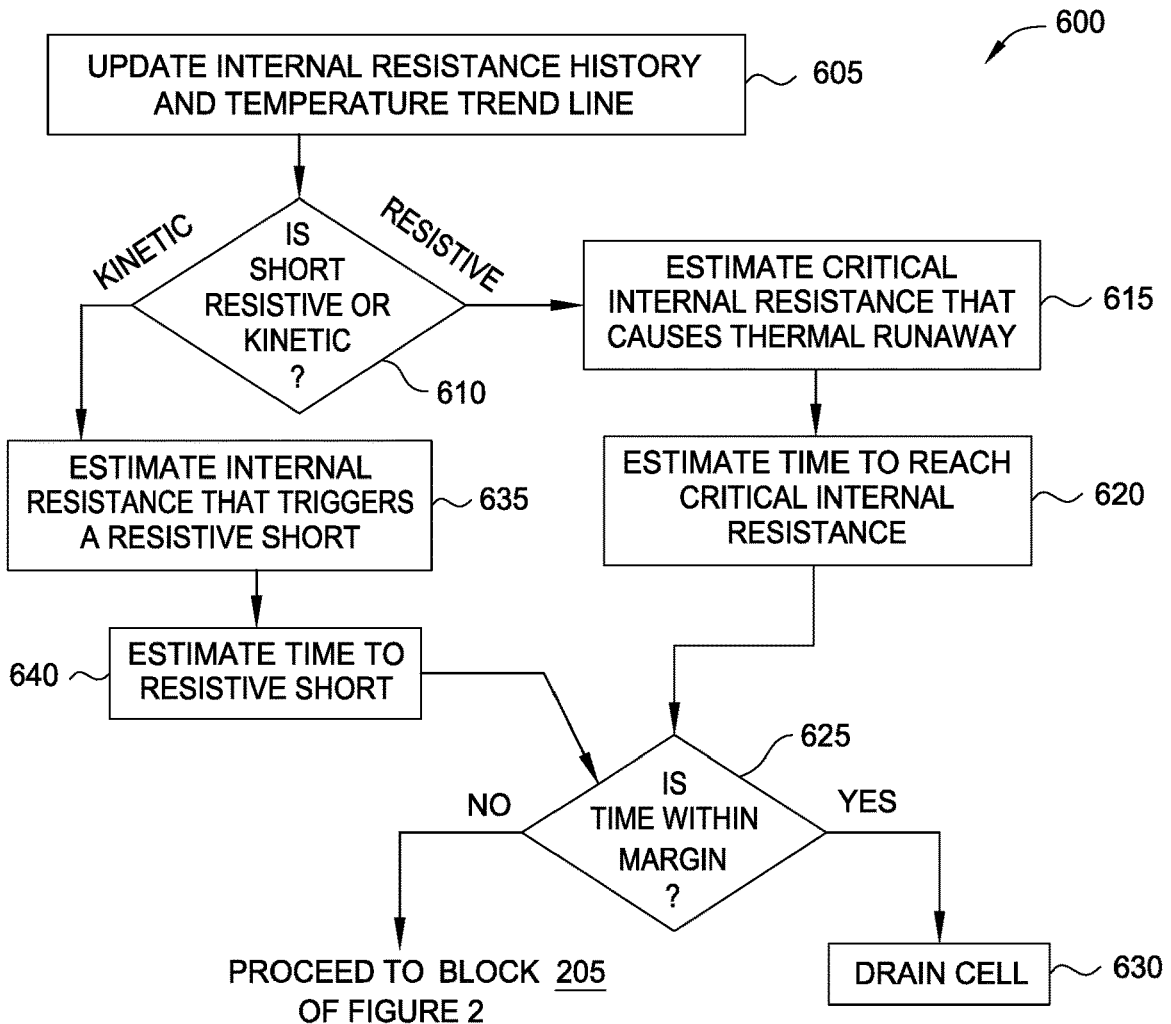 600
UPDATE INTERNAL RESISTANCE HISTORY
AND TEMPERATURE TREND LINE
605
KINETIC
IS
SHORT
RESISTIVE OR
KINETIC
?
RESISTIVE
610
ESTIMATE CRITICAL
INTERNAL RESISTANCE THAT
CAUSES THERMAL RUNAWAY
615
ESTIMATE INTERNAL
RESISTANCE THAT TRIGGERS
A RESISTIVE SHORT
635
ESTIMATE TIME TO REACH
CRITICAL INTERNAL
RESISTANCE
620
640
ESTIMATE TIME TO
RESISTIVE SHORT
625
IS
TIME WITHIN
MARGIN
?
NO
YES
PROCEED TO BLOCK 205
OF FIGURE 2
DRAIN CELL
630